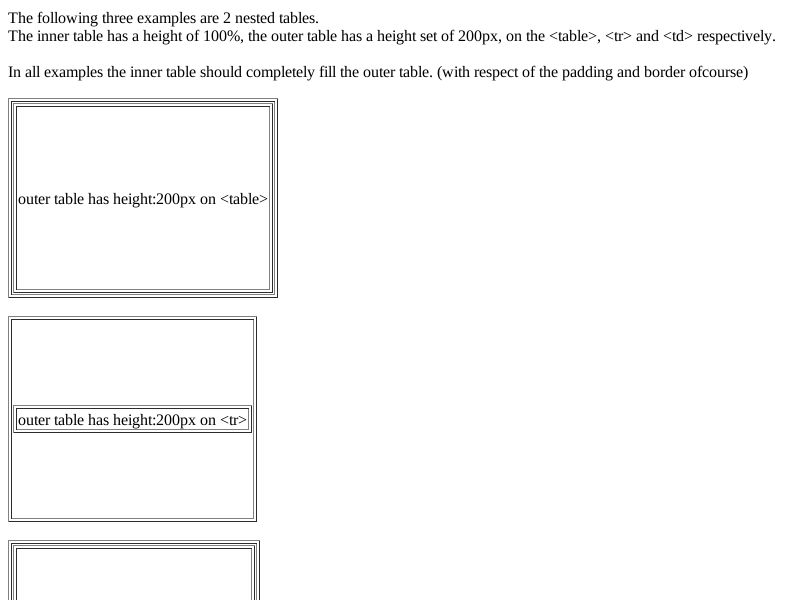 The following three examples are 2 nested tables.
The inner table has a height of 100%, the outer table has a height set of 200px, on the <table>, <tr> and <td> respectively.
In all examples the inner table should completely fill the outer table. (with respect of the padding and border ofcourse)
outer table has height:200px on <table>
outer table has height:200px on <tr>